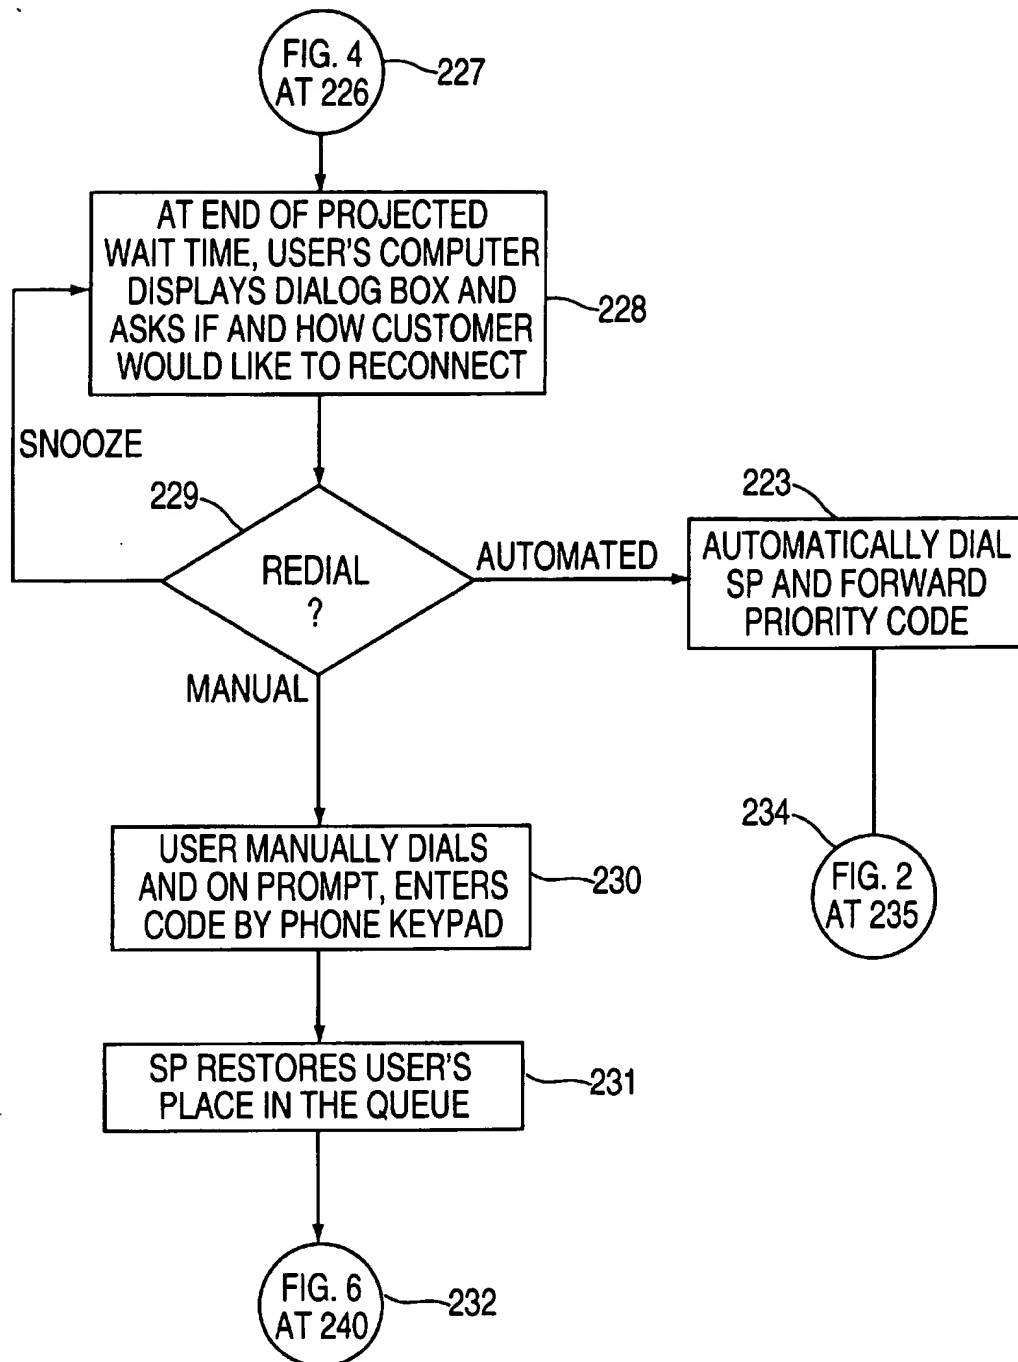 FIG. 4
AT 226
227
AT END OF PROJECTED
WAIT TIME, USER'S COMPUTER
DISPLAYS DIALOG BOX AND
ASKS IF AND HOW CUSTOMER
WOULD LIKE TO RECONNECT
228
SNOOZE
229
REDIAL
?
AUTOMATED
223
AUTOMATICALLY DIAL
SP AND FORWARD
PRIORITY CODE
MANUAL
234
FIG. 2
AT 235
USER MANUALLY DIALS
AND ON PROMPT, ENTERS
CODE BY PHONE KEYPAD
230
SP RESTORES USER'S
PLACE IN THE QUEUE
231
FIG. 6
AT 240
232